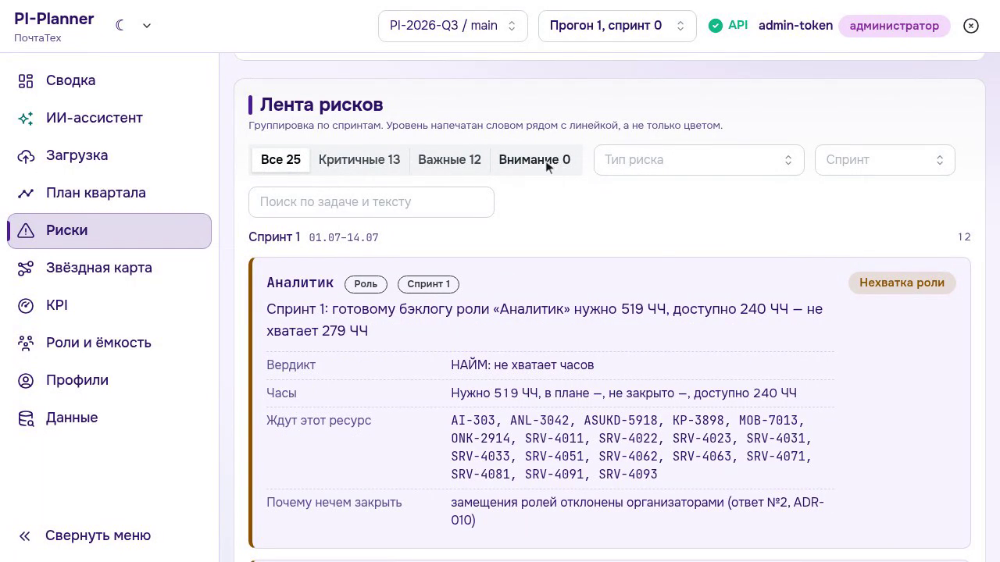 PI-Planner
ПочтаТех
PI-2026-Q3 / main
Прогон 1, спринт 0
API
admin-token
администратор
Сводка
ИИ-ассистент
Загрузка
План квартала
Риски
Звёздная карта
KPI
Роли и ёмкость
Профили
Данные
Свернуть меню
Лента рисков
Группировка по спринтам. Уровень напечатан словом рядом с линейкой, а не только цветом.
Все 25
Критичные 13
Важные 12
Внимание 0
Тип риска
Спринт
Поиск по задаче и тексту
Спринт 1 01.07–14.07
12
Аналитик
Роль
Спринт 1
Нехватка роли
Спринт 1: готовому бэклогу роли «Аналитик» нужно 519 ЧЧ, доступно 240 ЧЧ — не
хватает 279 ЧЧ
Вердикт
НАЙМ: не хватает часов
Часы
Нужно 519 ЧЧ, в плане —, не закрыто —, доступно 240 ЧЧ
Ждут этот ресурс
AI-303, ANL-3042, ASUKD-5918, KP-3898, MOB-7013,
ONK-2914, SRV-4011, SRV-4022, SRV-4023, SRV-4031,
SRV-4033, SRV-4051, SRV-4062, SRV-4063, SRV-4071,
SRV-4081, SRV-4091, SRV-4093
Почему нечем закрыть
замещения ролей отклонены организаторами (ответ №2, ADR-
010)